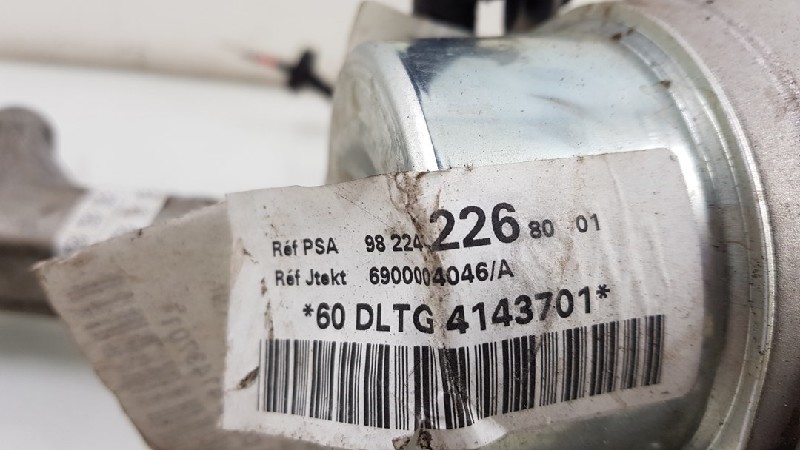 Réf PSA 98 224 226 80 01
Réf Jtekt 6900004046/A
*60 DLTG 4143701*